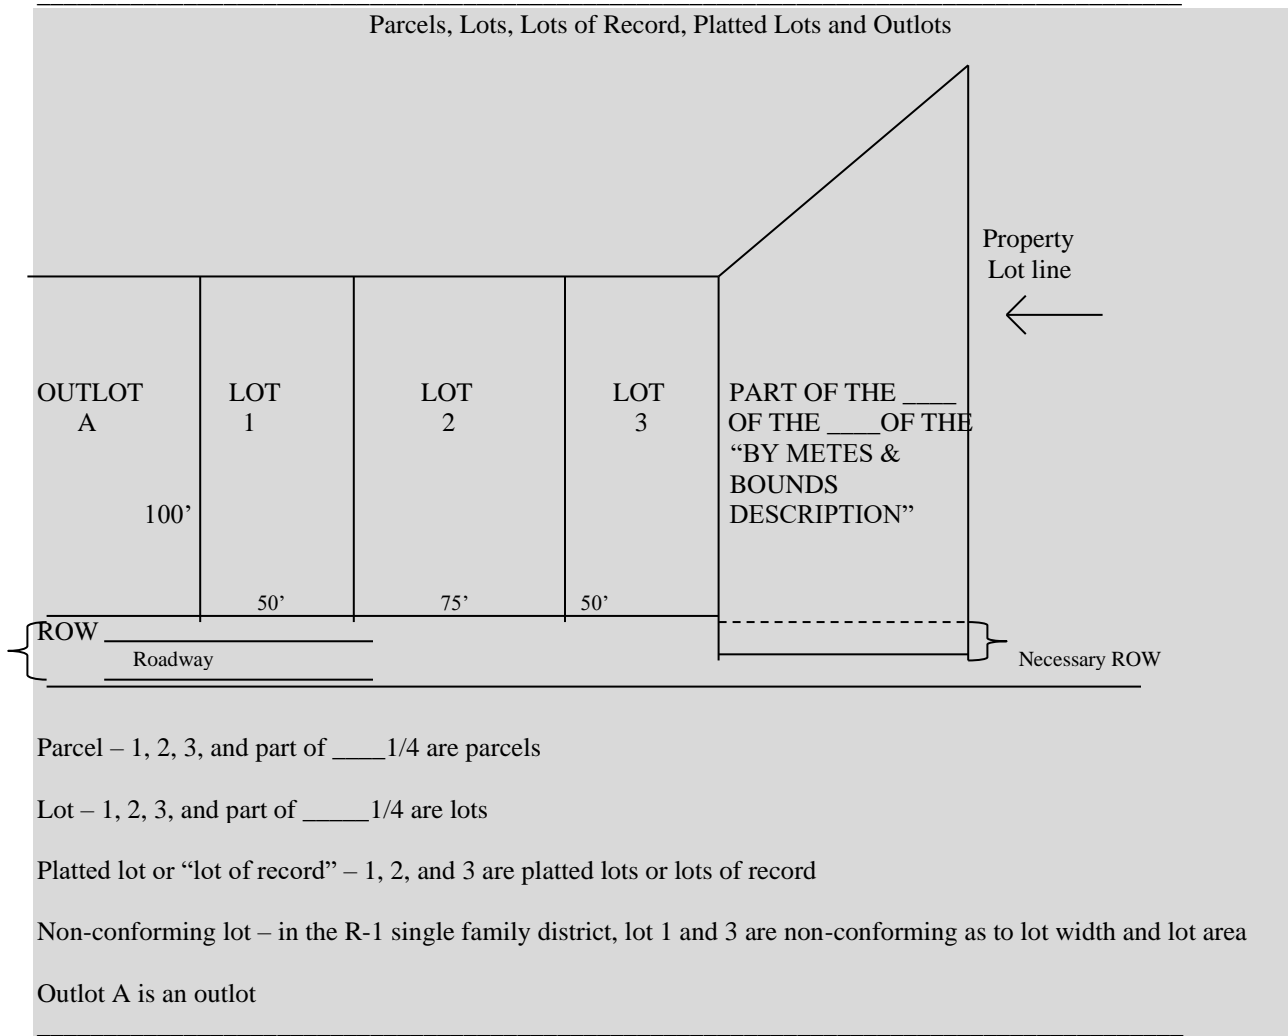 Parcels, Lots, Lots of Record, Platted Lots and Outlots
Property
Lot line
OUTLOT
A
LOT
1
LOT
2
LOT
3
PART OF THE ____
OF THE ____OF THE
“BY METES &
BOUNDS
DESCRIPTION”
100’
50’
75’
50’
ROW
Roadway
Necessary ROW
Parcel – 1, 2, 3, and part of ____1/4 are parcels
Lot – 1, 2, 3, and part of _____1/4 are lots
Platted lot or “lot of record” – 1, 2, and 3 are platted lots or lots of record
Non-conforming lot – in the R-1 single family district, lot 1 and 3 are non-conforming as to lot width and lot area
Outlot A is an outlot